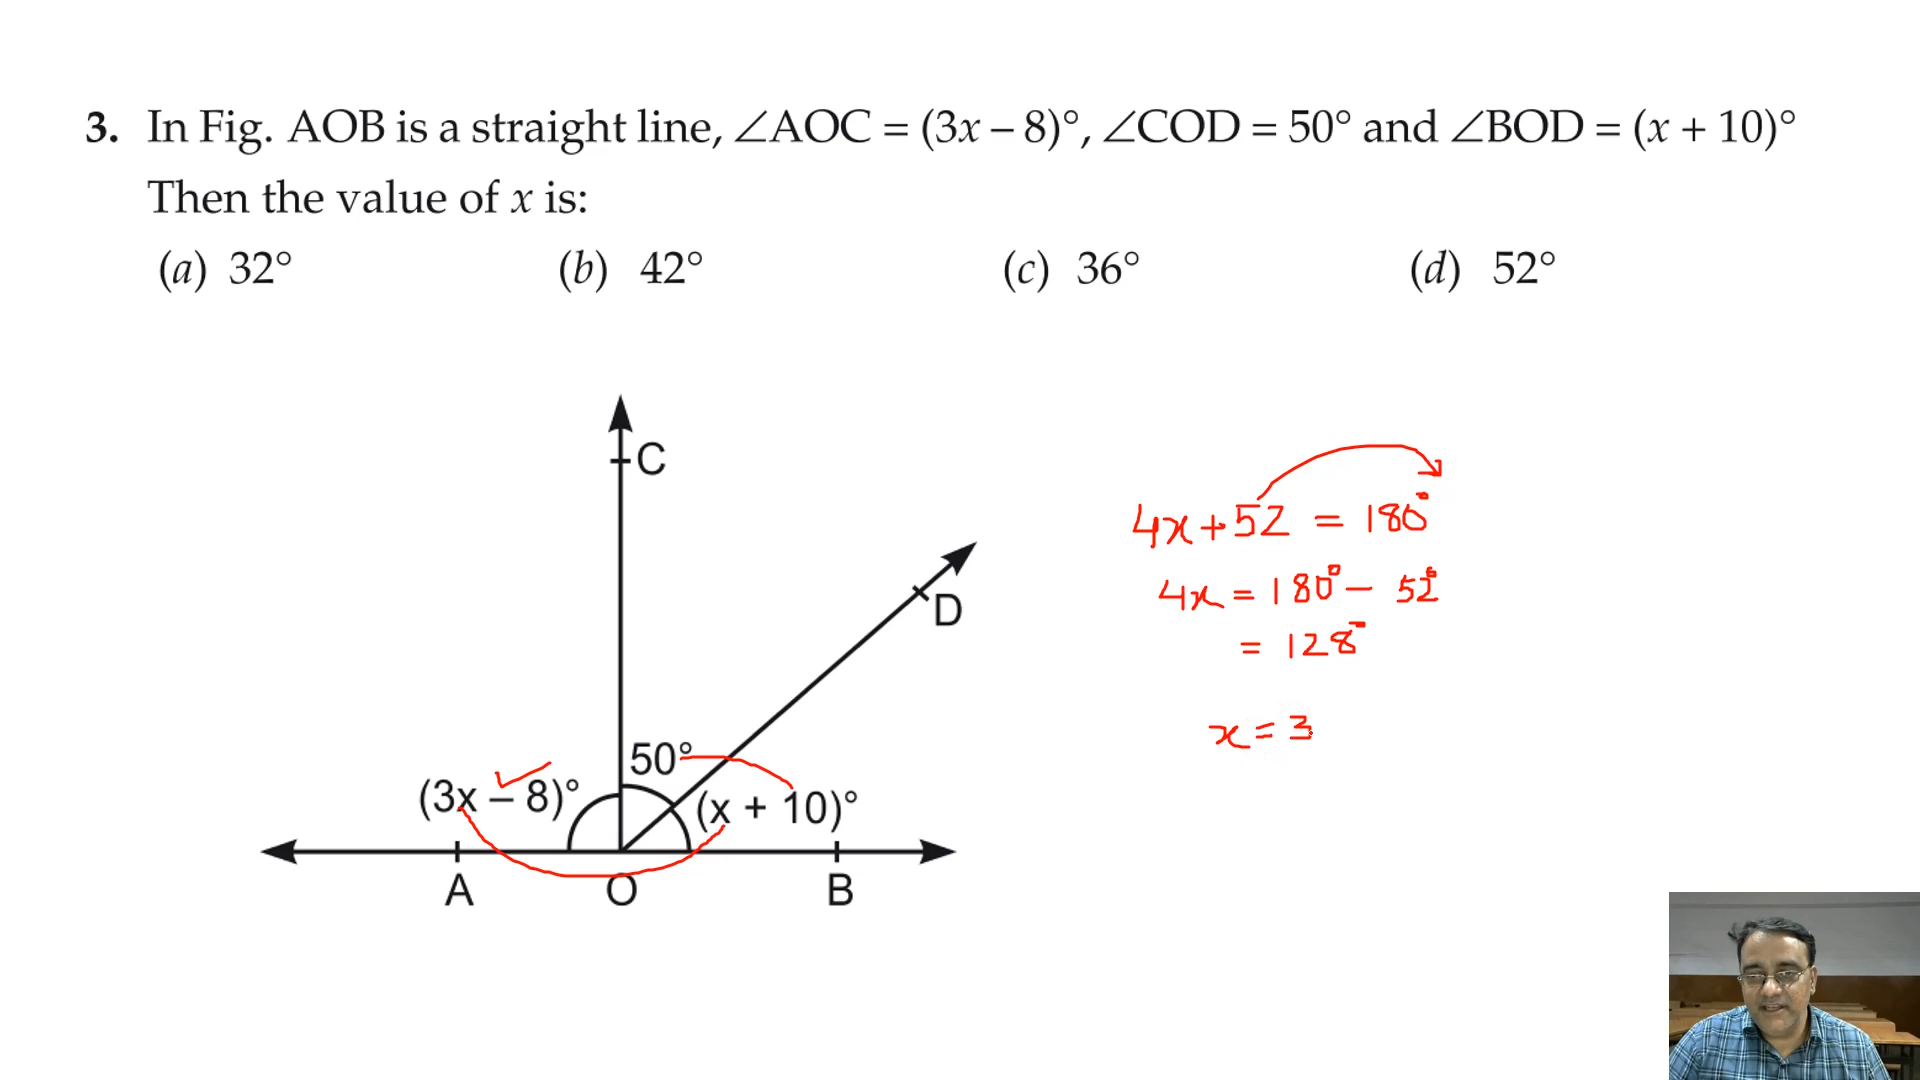 3. In Fig. AOB is a straight line, ∠AOC = (3x – 8)°, ∠COD = 50° and ∠BOD = (x + 10)°
Then the value of x is:
(a) 32° (b) 42° (c) 36° (d) 52°
C
4x+52 = 180°
4x = 180° – 52°
D
= 128°
x = 3
50°
(3x – 8)° (x + 10)°
A O B